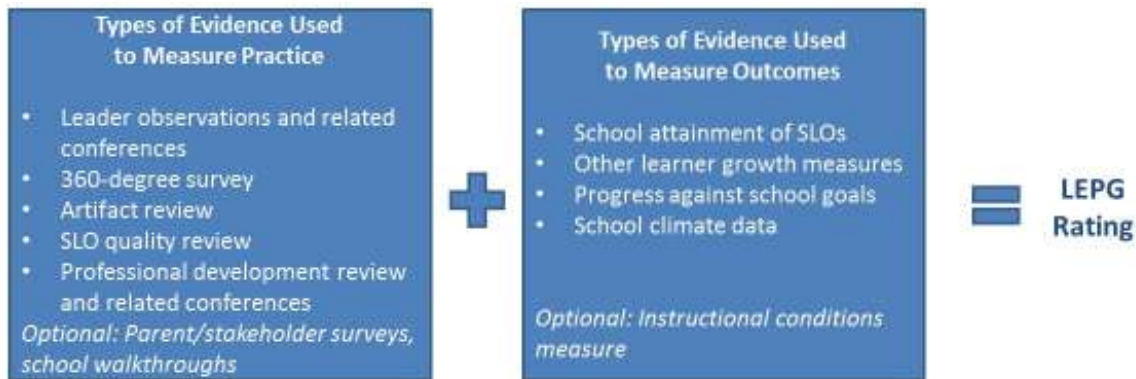 Types of Evidence Used
to Measure Practice
• Leader observations and related
conferences
• 360-degree survey
• Artifact review
• SLO quality review
• Professional development review
and related conferences
Optional: Parent/stakeholder surveys,
school walkthroughs
Types of Evidence Used
to Measure Outcomes
• School attainment of SLOs
• Other learner growth measures
• Progress against school goals
• School climate data
Optional: Instructional conditions
measure
LEPG
Rating